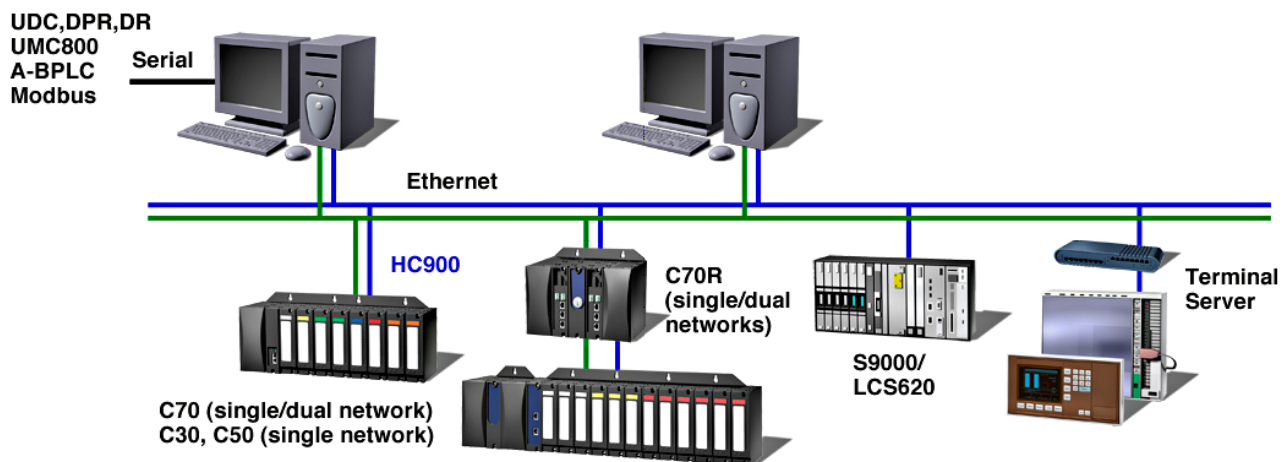 UDC,DPR,DR
UMC800
A-BPLC
Modbus
Serial
Ethernet
HC900
C70R
(single/dual
networks)
Terminal
Server
S9000/
LCS620
C70 (single/dual network)
C30, C50 (single network)